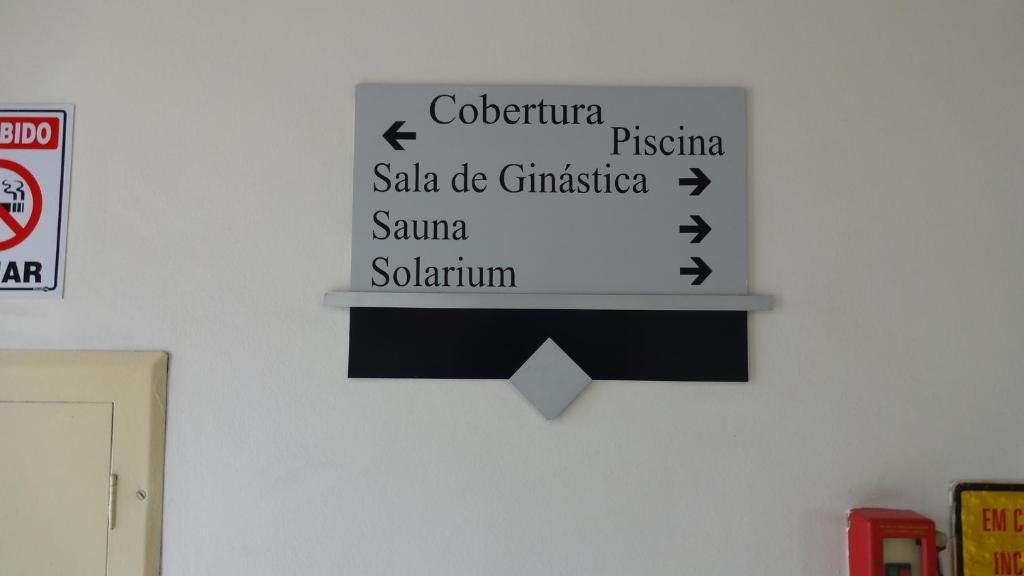 BIDO
AR
Cobertura
Piscina
Sala de Ginástica
Sauna
Solarium
EM C
INC